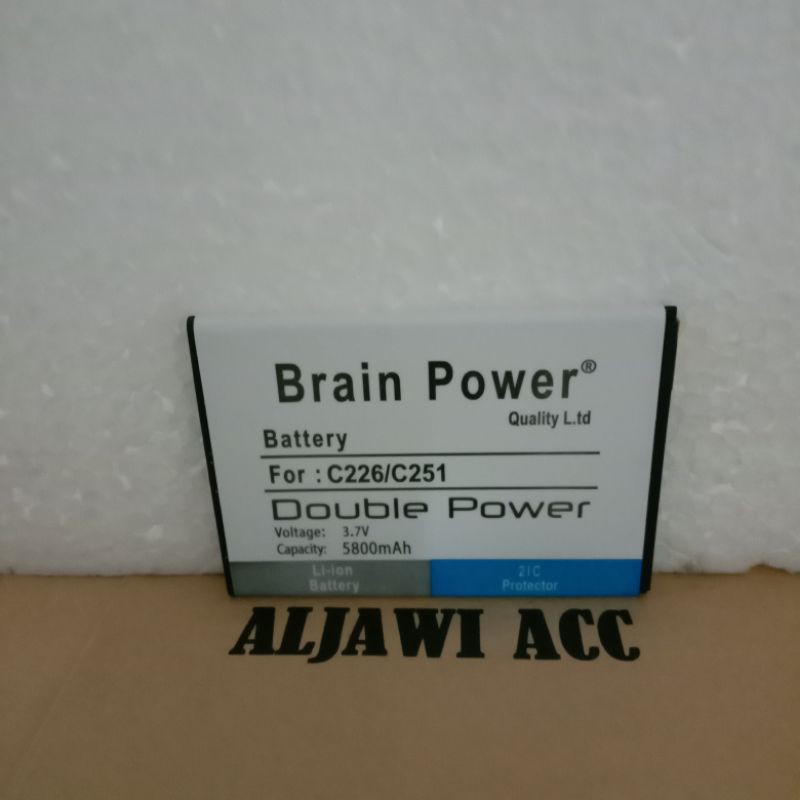 Brain Power®
Quality L.td
Battery
For : C226/C251
Double Power
Voltage: 3.7V
Capacity: 5800mAh
Li-ion
Battery
2IC
Protector
ALJAWI ACC